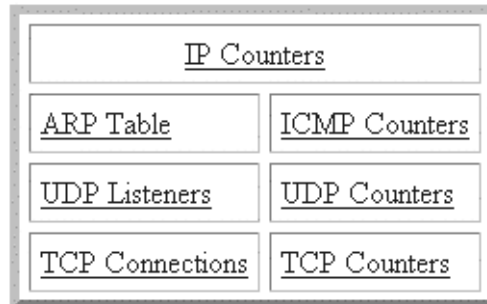 IP Counters
ARP Table ICMP Counters
UDP Listeners UDP Counters
TCP Connections TCP Counters